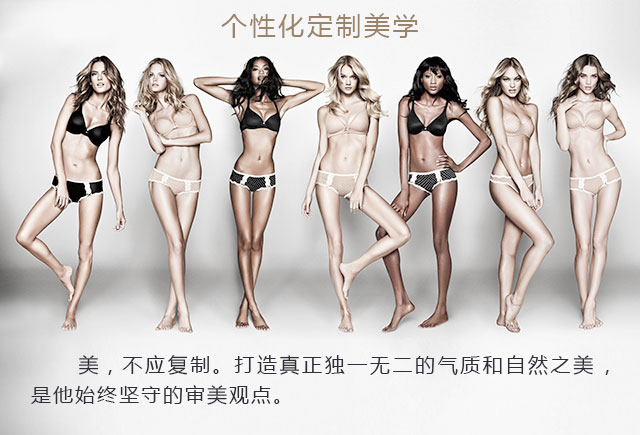 个性化定制美学
美，不应复制。打造真正独一无二的气质和自然之美，
是他始终坚守的审美观点。